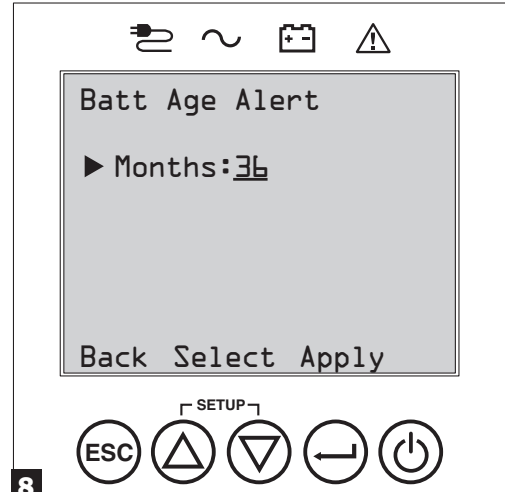 Batt Age Alert
▶ Months:36
Back Select Apply
SETUP
ESC
8